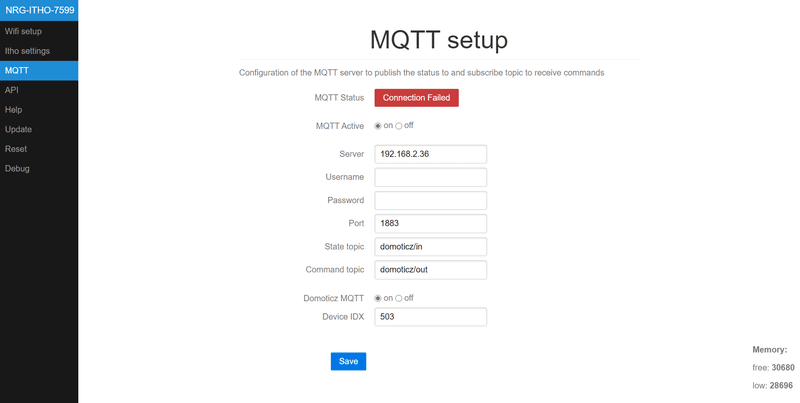 NRG-ITHO-7599
Wifi setup
Itho settings
MQTT
API
Help
Update
Reset
Debug
MQTT setup
Configuration of the MQTT server to publish the status to and subscribe topic to receive commands
MQTT Status Connection Failed
MQTT Active on off
Server 192.168.2.36
Username
Password
Port 1883
State topic domoticz/in
Command topic domoticz/out
Domoticz MQTT on off
Device IDX 503
Save
Memory:
free: 30680
low: 28696